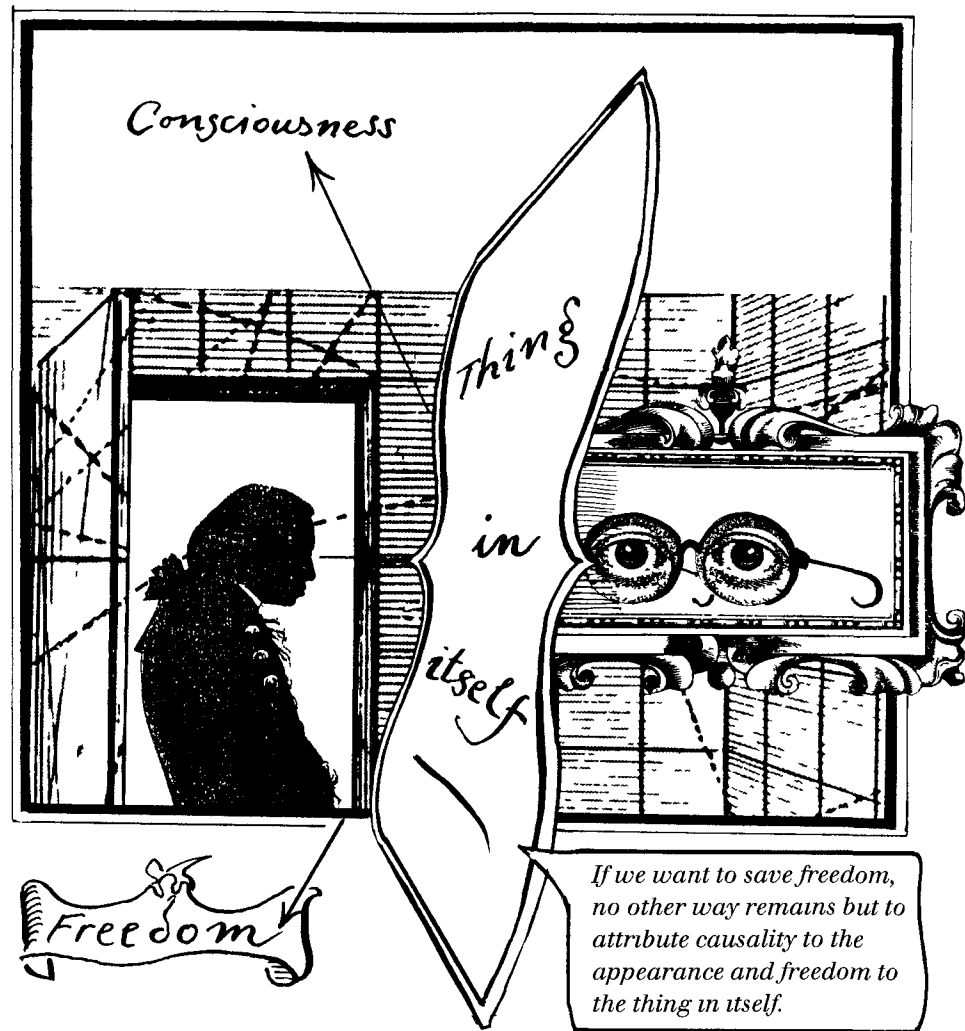 Consciousness
Thing
in
itself
Freedom
If we want to save freedom,
no other way remains but to
attribute causality to the
appearance and freedom to
the thing in itself.